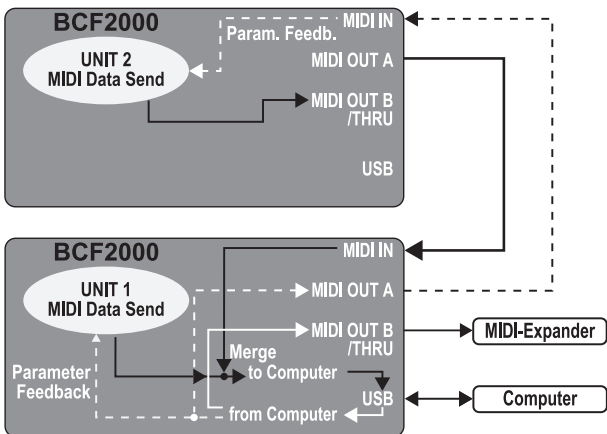 BCF2000
MIDI IN
Param. Feedb.
UNIT 2
MIDI Data Send
MIDI OUT A
MIDI OUT B
/THRU
USB
BCF2000
MIDI IN
UNIT 1
MIDI Data Send
MIDI OUT A
MIDI OUT B
/THRU
MIDI-Expander
Merge
Parameter
Feedback
to Computer
USB
Computer
from Computer